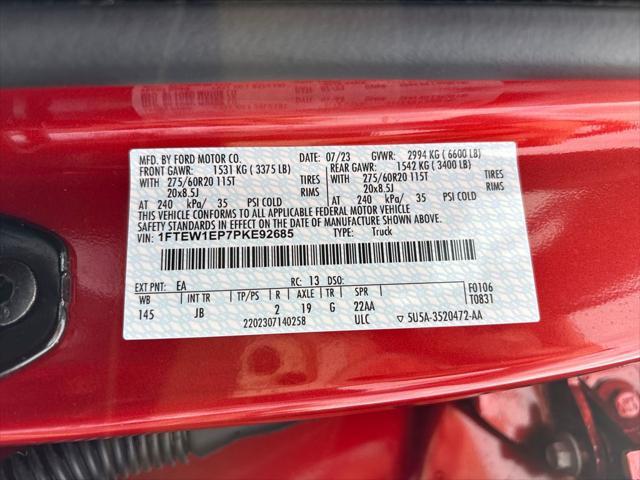 MFD. BY FORD MOTOR CO. 07/23 GVWR: 2994 KG ( 6600 LB)
FRONT GAWR: 1531 KG ( 3375 LB) REAR GAWR: 1542 KG ( 3400 LB)
WITH 275/60R20 115T TIRES WITH 275/60R20 115T TIRES
20x8.5J RIMS 20x8.5J RIMS
AT 240 kPa/ 35 PSI COLD AT 240 kPa/ 35 PSI COLD
THIS VEHICLE CONFORMS TO ALL APPLICABLE FEDERAL MOTOR VEHICLE
SAFETY STANDARDS IN EFFECT ON THE DATE OF MANUFACTURE SHOWN ABOVE.
VIN: 1FTEW1EP7PKE92685 TYPE: Truck
EXT PNT: EA RC: 13 DSO: F0106
WB INT TR TP/PS R AXLE TR SPR T0831
145 JB 2 19 G 22AA
2202307140258 ULC 5U5A-3520472-AA